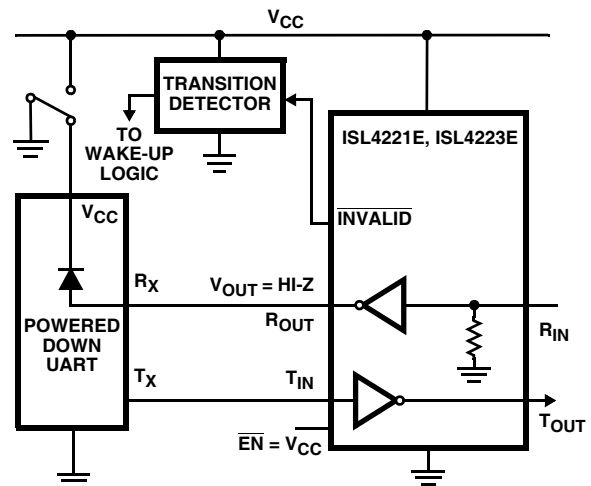 VCC
TRANSITION
DETECTOR
TO
WAKE-UP
LOGIC
ISL4221E, ISL4223E
VCC
INVALID
RX
VOUT = HI-Z
ROUT
RIN
POWERED
DOWN
UART
TX
TIN
TOUT
EN = VCC